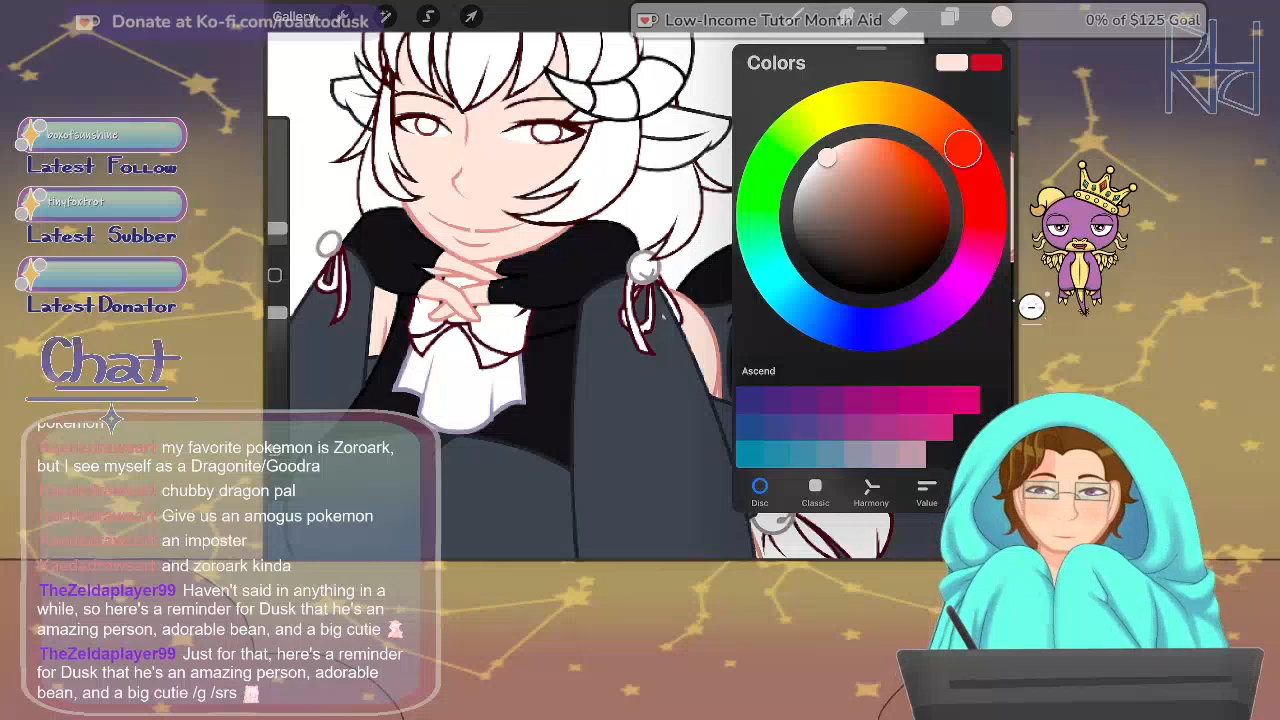 Gallery
Donate at Ko-fi.com/roadtodusk
Low-Income Tutor Month Aid
0% of $125 Goal
Colors
boxofsunshine
Latest Follow
tinyfoxtrot
Latest Subber
Latest Donator
Chat
pokemon
my favorite pokemon is Zoroark,
but I see myself as a Dragonite/Goodra
chubby dragon pal
Give us an amogus pokemon
an imposter
and zoroark kinda
TheZeldaplayer99 Haven't said in anything in a
while, so here's a reminder for Dusk that he's an
amazing person, adorable bean, and a big cutie
TheZeldaplayer99 Just for that, here's a reminder
for Dusk that he's an amazing person, adorable
bean, and a big cutie /g /srs
Ascend
Disc
Classic
Harmony
Value